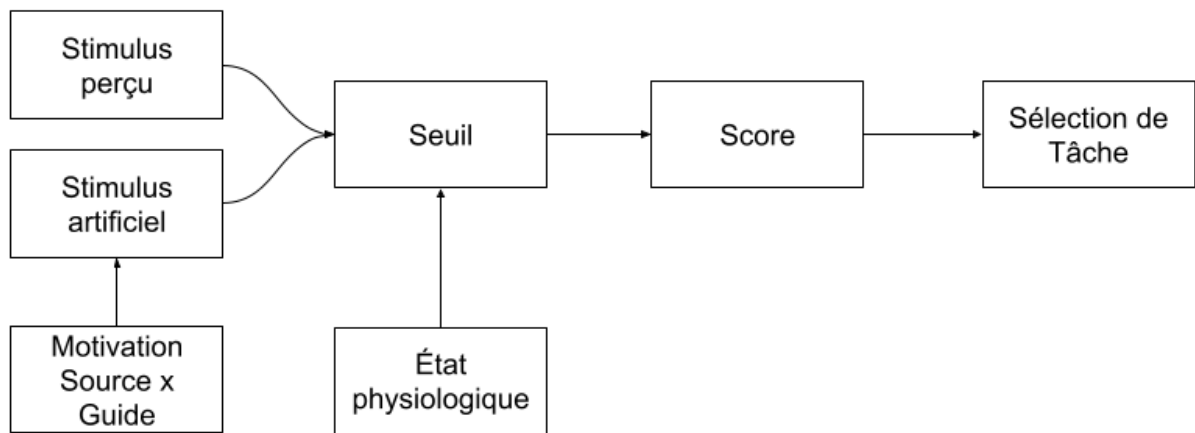 Stimulus
perçu
Stimulus
artificiel
Motivation
Source x
Guide
Seuil
État
physiologique
Score
Sélection de
Tâche